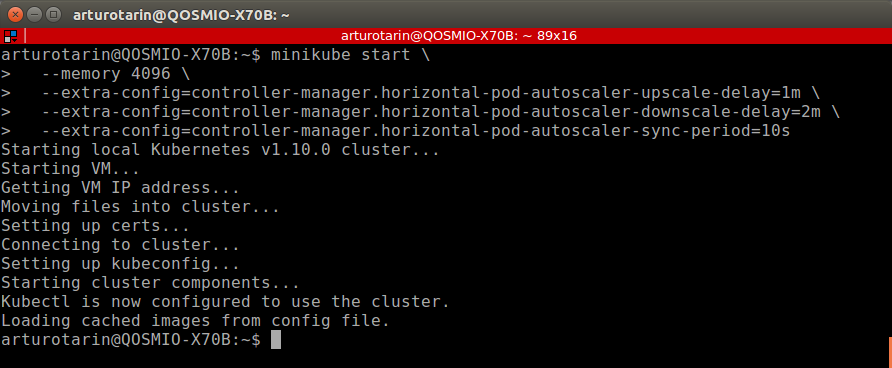 arturotarin@QOSMIO-X70B: ~
arturotarin@QOSMIO-X70B: ~ 89x16
arturotarin@QOSMIO-X70B:~$ minikube start \
>   --memory 4096 \
>   --extra-config=controller-manager.horizontal-pod-autoscaler-upscale-delay=1m \
>   --extra-config=controller-manager.horizontal-pod-autoscaler-downscale-delay=2m \
>   --extra-config=controller-manager.horizontal-pod-autoscaler-sync-period=10s
Starting local Kubernetes v1.10.0 cluster...
Starting VM...
Getting VM IP address...
Moving files into cluster...
Setting up certs...
Connecting to cluster...
Setting up kubeconfig...
Starting cluster components...
Kubectl is now configured to use the cluster.
Loading cached images from config file.
arturotarin@QOSMIO-X70B:~$